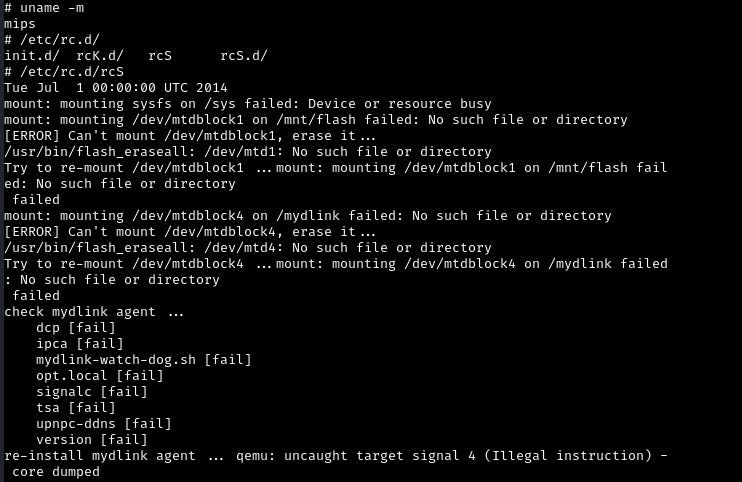 # uname -m
mips
# /etc/rc.d/
init.d/  rcK.d/   rcS      rcS.d/
# /etc/rc.d/rcS
Tue Jul  1 00:00:00 UTC 2014
mount: mounting sysfs on /sys failed: Device or resource busy
mount: mounting /dev/mtdblock1 on /mnt/flash failed: No such file or directory
[ERROR] Can't mount /dev/mtdblock1, erase it...
/usr/bin/flash_eraseall: /dev/mtd1: No such file or directory
Try to re-mount /dev/mtdblock1 ...mount: mounting /dev/mtdblock1 on /mnt/flash fail
ed: No such file or directory
 failed
mount: mounting /dev/mtdblock4 on /mydlink failed: No such file or directory
[ERROR] Can't mount /dev/mtdblock4, erase it...
/usr/bin/flash_eraseall: /dev/mtd4: No such file or directory
Try to re-mount /dev/mtdblock4 ...mount: mounting /dev/mtdblock4 on /mydlink failed
: No such file or directory
 failed
check mydlink agent ...
    dcp [fail]
    ipca [fail]
    mydlink-watch-dog.sh [fail]
    opt.local [fail]
    signalc [fail]
    tsa [fail]
    upnpc-ddns [fail]
    version [fail]
re-install mydlink agent ... qemu: uncaught target signal 4 (Illegal instruction) -
 core dumped